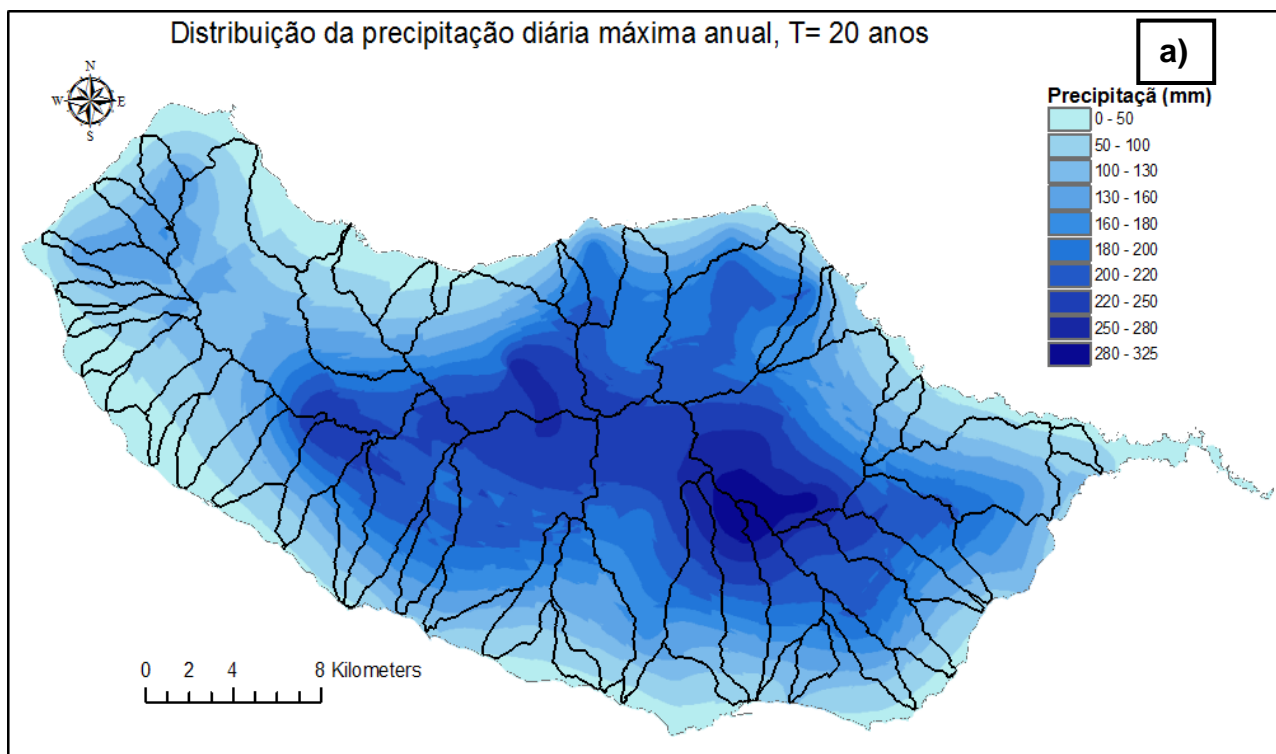 Distribuição da precipitação diária máxima anual, T= 20 anos
a)
N
W E
S
Precipitaçã (mm)
0 - 50
50 - 100
100 - 130
130 - 160
160 - 180
180 - 200
200 - 220
220 - 250
250 - 280
280 - 325
0 2 4 8 Kilometers